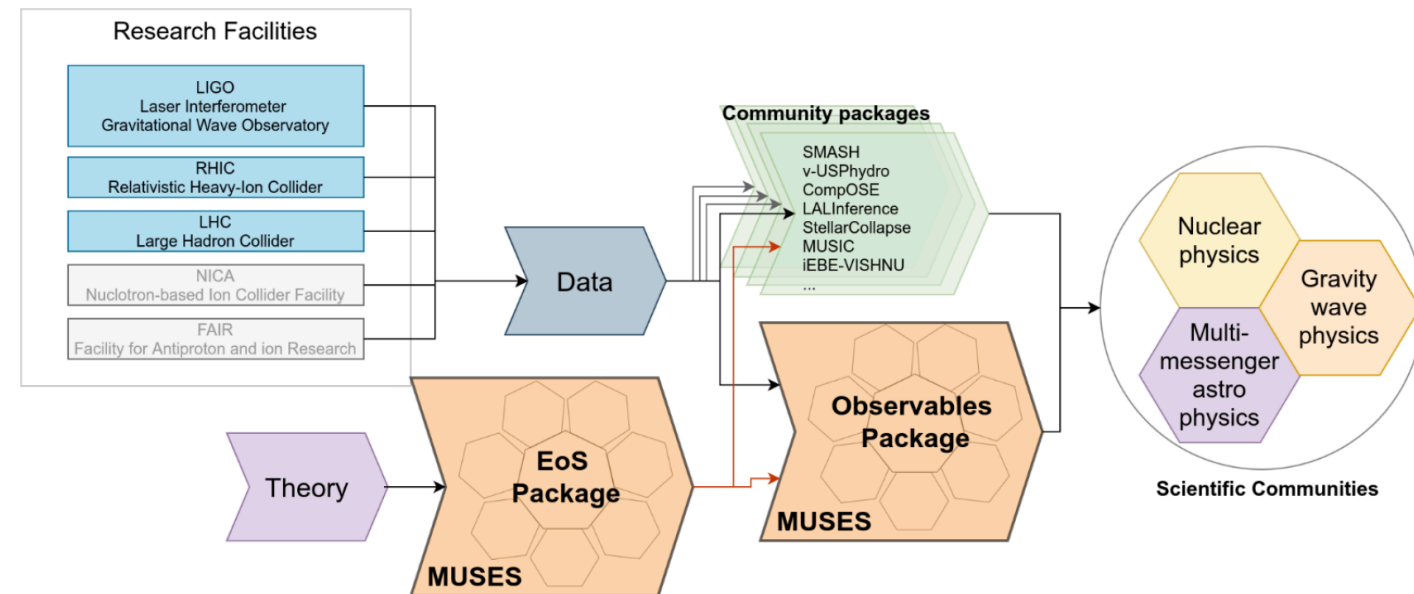 Research Facilities
LIGO
Laser Interferometer
Gravitational Wave Observatory
RHIC
Relativistic Heavy-Ion Collider
LHC
Large Hadron Collider
NICA
Nuclotron-based Ion Collider Facility
FAIR
Facility for Antiproton and ion Research
Data
Theory
EoS
Package
MUSES
Community packages
SMASH
v-USPhydro
CompOSE
LALInference
StellarCollapse
MUSIC
iEBE-VISHNU
...
Observables
Package
MUSES
Nuclear
physics
Gravity
wave
physics
Multi-
messenger
astro
physics
Scientific Communities